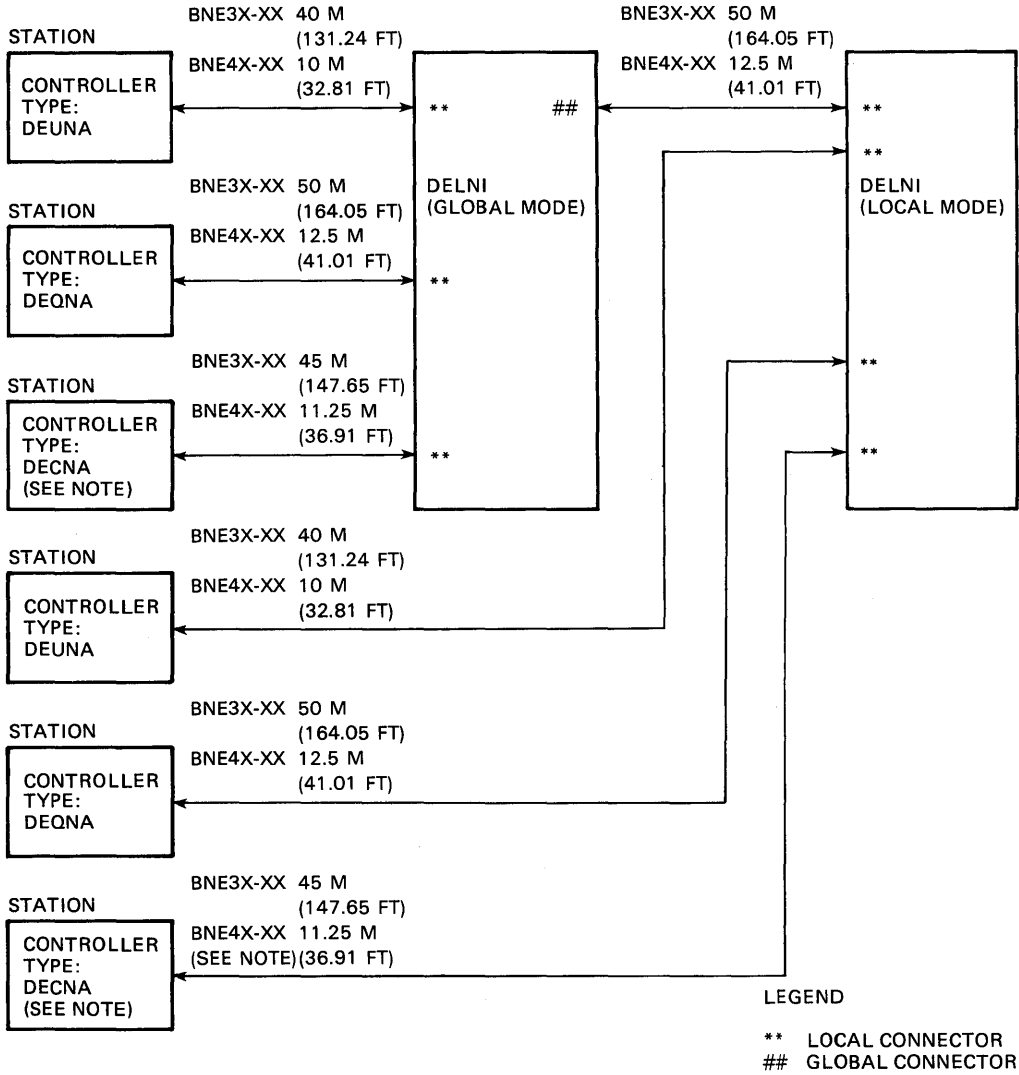 BNE3X-XX 40 M
(131.24 FT)
BNE4X-XX 10 M
(32.81 FT)
BNE3X-XX 50 M
(164.05 FT)
BNE4X-XX 12.5 M
(41.01 FT)
STATION
CONTROLLER
TYPE:
DEUNA
**
##
**
**
DELNI
(GLOBAL MODE)
DELNI
(LOCAL MODE)
BNE3X-XX 50 M
(164.05 FT)
BNE4X-XX 12.5 M
(41.01 FT)
STATION
CONTROLLER
TYPE:
DEQNA
**
BNE3X-XX 45 M
(147.65 FT)
BNE4X-XX 11.25 M
(36.91 FT)
STATION
CONTROLLER
TYPE:
DECNA
(SEE NOTE)
**
**
**
BNE3X-XX 40 M
(131.24 FT)
BNE4X-XX 10 M
(32.81 FT)
STATION
CONTROLLER
TYPE:
DEUNA
BNE3X-XX 50 M
(164.05 FT)
BNE4X-XX 12.5 M
(41.01 FT)
STATION
CONTROLLER
TYPE:
DEQNA
BNE3X-XX 45 M
(147.65 FT)
BNE4X-XX 11.25 M
(SEE NOTE)(36.91 FT)
STATION
CONTROLLER
TYPE:
DECNA
(SEE NOTE)
LEGEND
** LOCAL CONNECTOR
## GLOBAL CONNECTOR